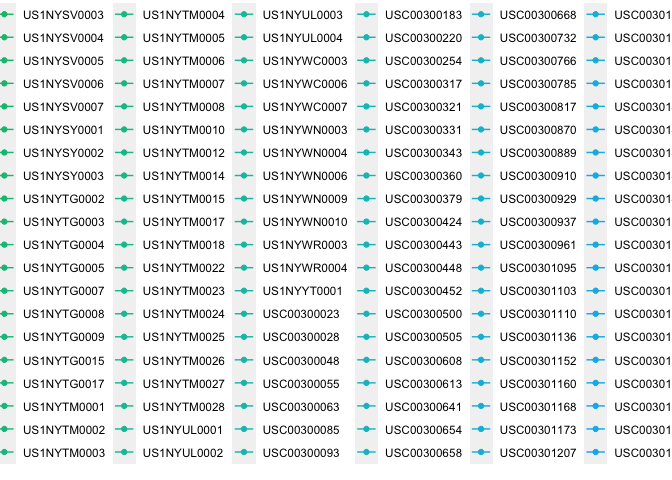 US1NYSV0003 US1NYTM0004 US1NYUL0003 USC00300183 USC00300668 USC00301
US1NYSV0004 US1NYTM0005 US1NYUL0004 USC00300220 USC00300732 USC00301
US1NYSV0005 US1NYTM0006 US1NYWC0003 USC00300254 USC00300766 USC00301
US1NYSV0006 US1NYTM0007 US1NYWC0006 USC00300317 USC00300785 USC00301
US1NYSV0007 US1NYTM0008 US1NYWC0007 USC00300321 USC00300817 USC00301
US1NYSY0001 US1NYTM0010 US1NYWN0003 USC00300331 USC00300870 USC00301
US1NYSY0002 US1NYTM0012 US1NYWN0004 USC00300343 USC00300889 USC00301
US1NYSY0003 US1NYTM0014 US1NYWN0006 USC00300360 USC00300910 USC00301
US1NYTG0002 US1NYTM0015 US1NYWN0009 USC00300379 USC00300929 USC00301
US1NYTG0003 US1NYTM0017 US1NYWN0010 USC00300424 USC00300937 USC00301
US1NYTG0004 US1NYTM0018 US1NYWR0003 USC00300443 USC00300961 USC00301
US1NYTG0005 US1NYTM0022 US1NYWR0004 USC00300448 USC00301095 USC00301
US1NYTG0007 US1NYTM0023 US1NYYT0001 USC00300452 USC00301103 USC00301
US1NYTG0008 US1NYTM0024 USC00300023 USC00300500 USC00301110 USC00301
US1NYTG0009 US1NYTM0025 USC00300028 USC00300505 USC00301136 USC00301
US1NYTG0015 US1NYTM0026 USC00300048 USC00300608 USC00301152 USC00301
US1NYTG0017 US1NYTM0027 USC00300055 USC00300613 USC00301160 USC00301
US1NYTM0001 US1NYTM0028 USC00300063 USC00300641 USC00301168 USC00301
US1NYTM0002 US1NYUL0001 USC00300085 USC00300654 USC00301173 USC00301
US1NYTM0003 US1NYUL0002 USC00300093 USC00300658 USC00301207 USC00301